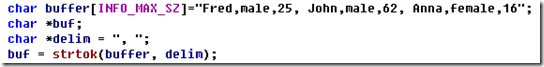 char buffer[INFO_MAX_SZ]="Fred,male,25, John,male,62, Anna,female,16";
char *buf;
char *delim = ", ";
buf = strtok(buffer, delim);